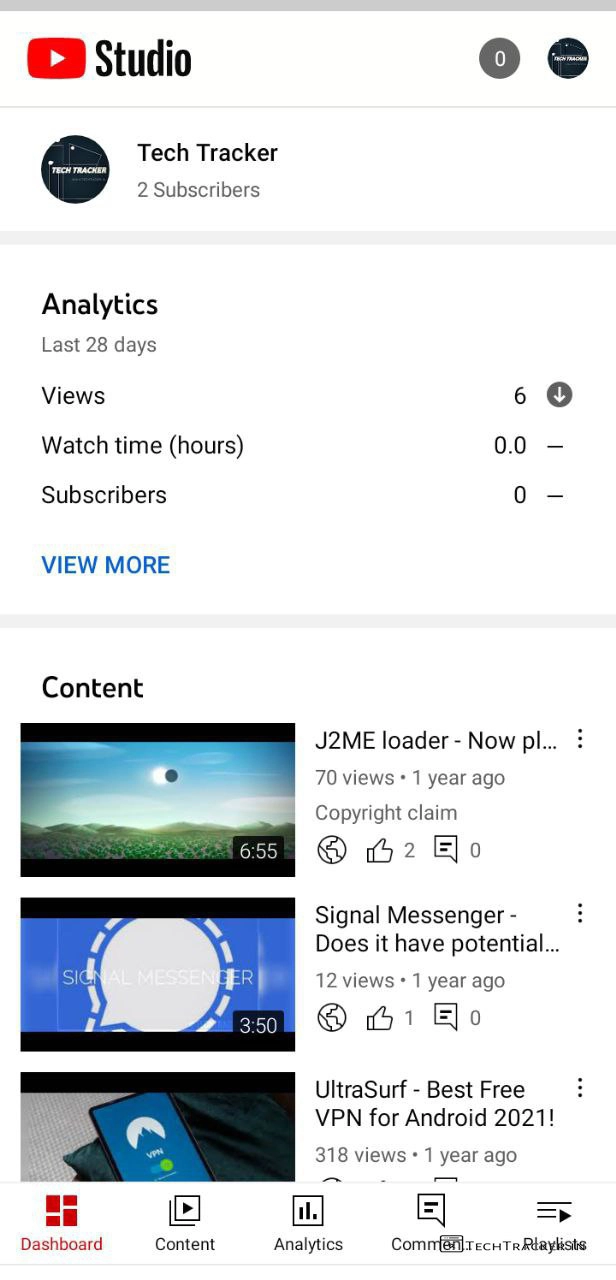 Studio
0
TECH TRACKER
Tech Tracker
TECH TRACKER
2 Subscribers
Analytics
Last 28 days
Views 6
Watch time (hours) 0.0 –
Subscribers 0 –
VIEW MORE
Content
J2ME loader - Now pl...
70 views • 1 year ago
Copyright claim
6:55
2 0
Signal Messenger -
Does it have potential...
SIGNAL MESSENGER
12 views • 1 year ago
3:50
1 0
UltraSurf - Best Free
VPN for Android 2021!
VPN
318 views • 1 year ago
Dashboard Content Analytics Commen... Playlists
TECHTRACKER.IN